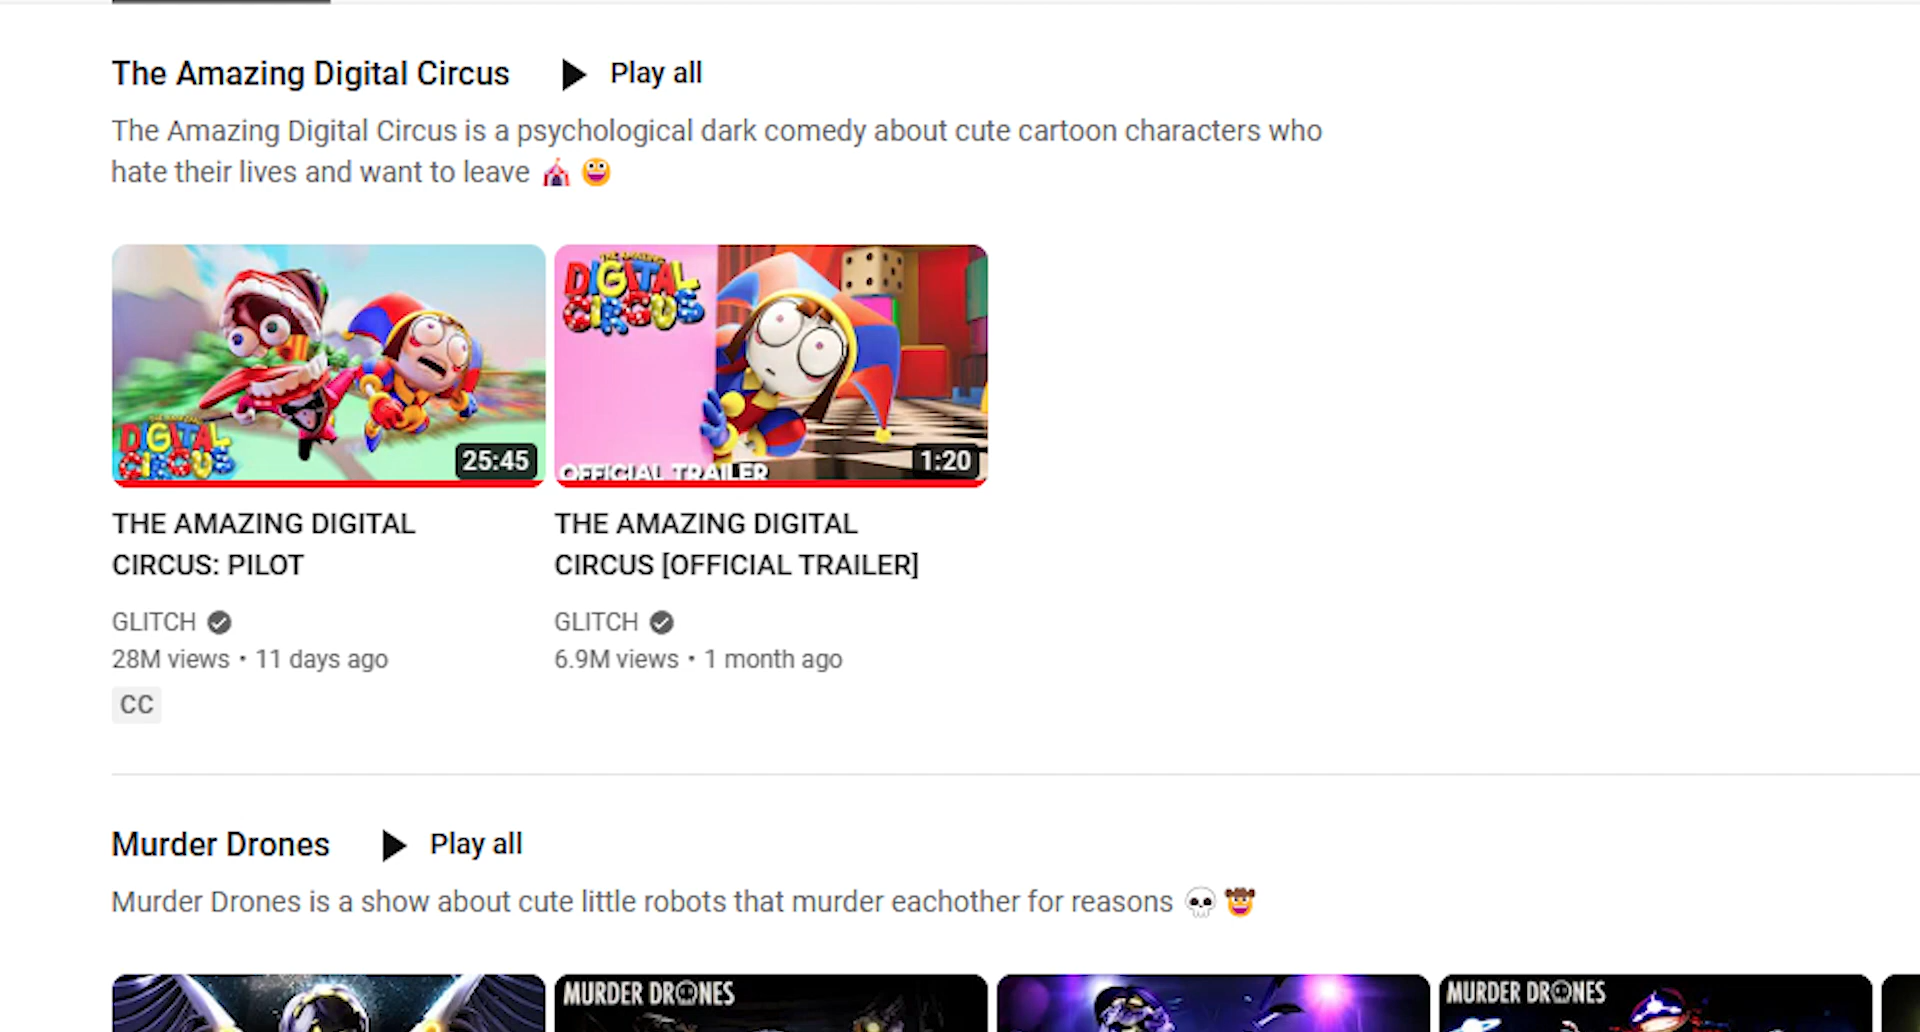 The Amazing Digital Circus Play all
The Amazing Digital Circus is a psychological dark comedy about cute cartoon characters who
hate their lives and want to leave 🎪 😀
THE AMAZING
DIGITAL
CIRCUS
25:45
THE AMAZING
DIGITAL
CIRCUS
OFFICIAL TRAILER
1:20
THE AMAZING DIGITAL
CIRCUS: PILOT
GLITCH
28M views • 11 days ago
CC
THE AMAZING DIGITAL
CIRCUS [OFFICIAL TRAILER]
GLITCH
6.9M views • 1 month ago
Murder Drones Play all
Murder Drones is a show about cute little robots that murder eachother for reasons 💀 🤠
MURDER DRONES
MURDER DRONES